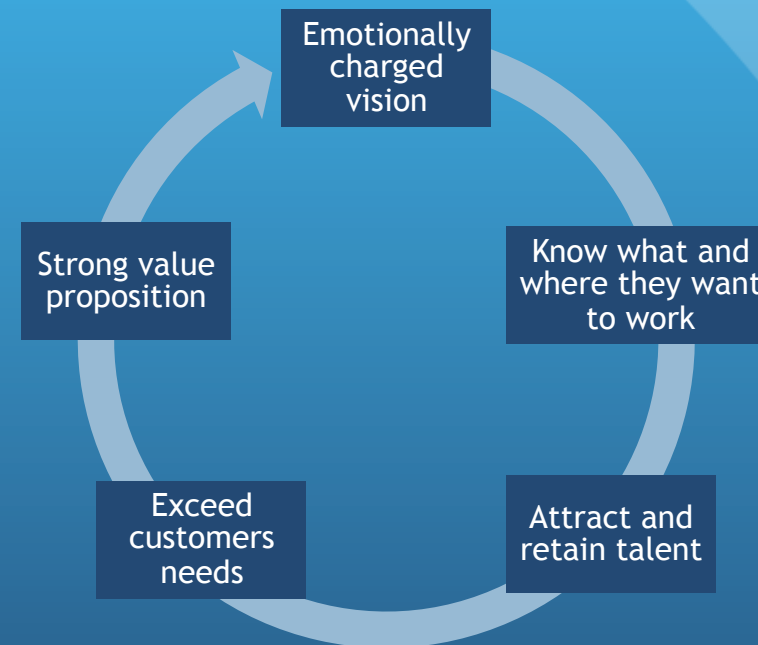 Emotionally
charged
vision
Know what and
where they want
to work
Attract and
retain talent
Exceed
customers
needs
Strong value
proposition